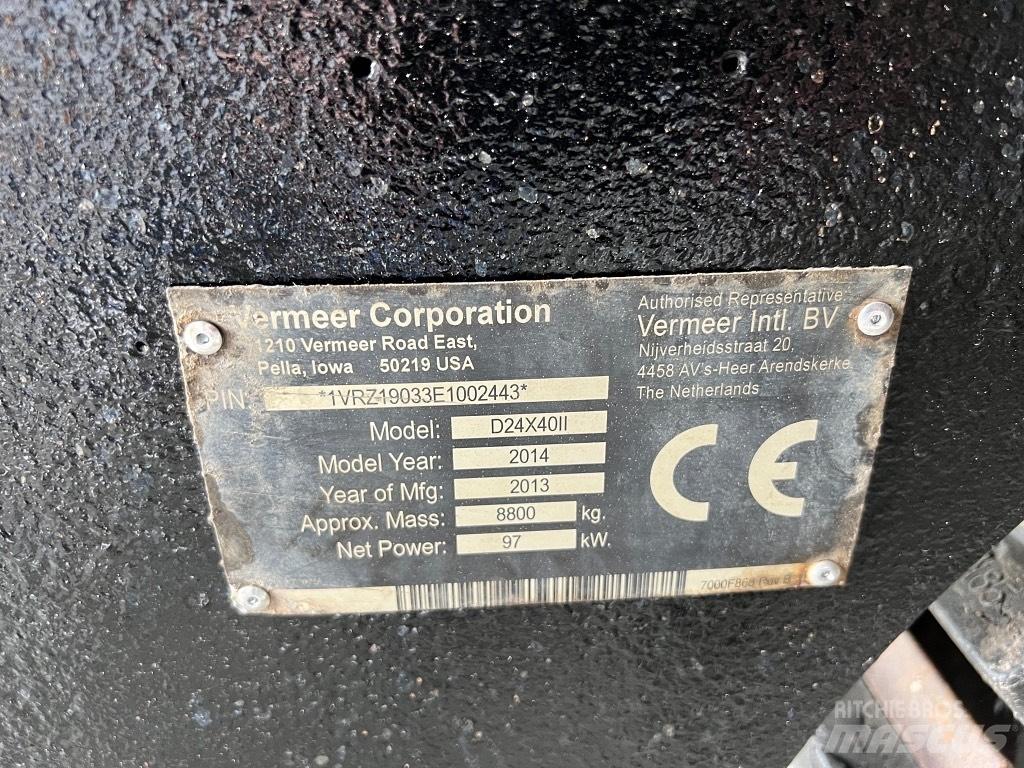 Vermeer Corporation
1210 Vermeer Road East,
Pella, Iowa 50219 USA
PIN: *1VRZ19033E1002443*
Model: D24X40II
Model Year: 2014
Year of Mfg: 2013
Approx. Mass: 8800 kg.
Net Power: 97 kW.
Authorised Representative:
Vermeer Intl. BV
Nijverheidsstraat 20,
4458 AV's-Heer Arendskerke
The Netherlands
CE
7000F868 Rev B
RITCHIE BROS.
MASCUS